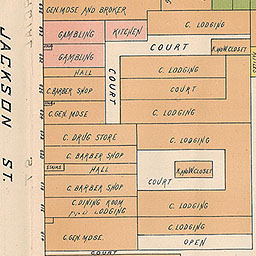 GEN. MDSE AND BROKER
C. LODGING
GAMBLING
KITCHEN
COURT
K. AND W. CLOSET
GAMBLING
HALL
C. LODGING
COURT
C. BARBER SHOP
COURT
C. GEN. MDSE
C. LODGING
JACKSON ST.
C. DRUG STORE
C. LODGING
C. BARBER SHOP
STAIRS
HALL
K. AND W. CLOSET
COURT
C. BARBER SHOP
C. DINING ROOM
C. LODGING
LODGING
C. LODGING
C. GEN. MDSE.
OPEN
COURT